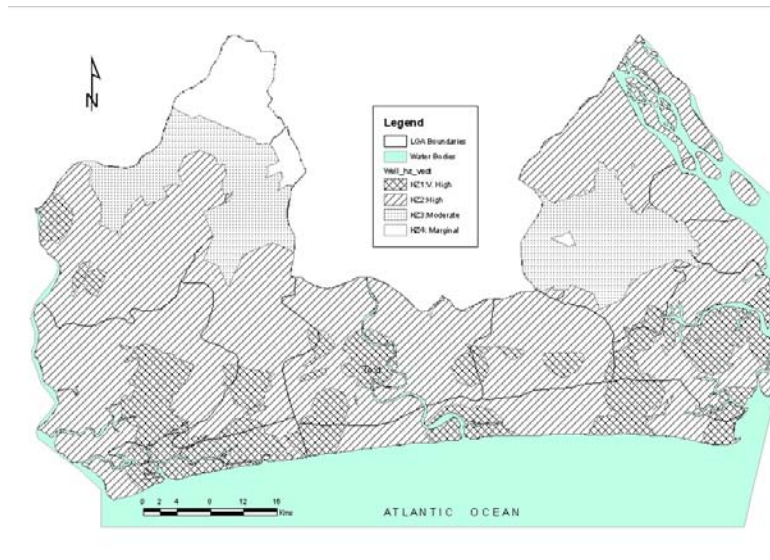 N
Legend
LGA Boundaries
Water Bodies
Well_hz_vect
HZ1:V. High
HZ2:High
HZ3:Moderate
HZ4: Marginal
Text
0 2 4 8 12 16
Kms
ATLANTIC OCEAN